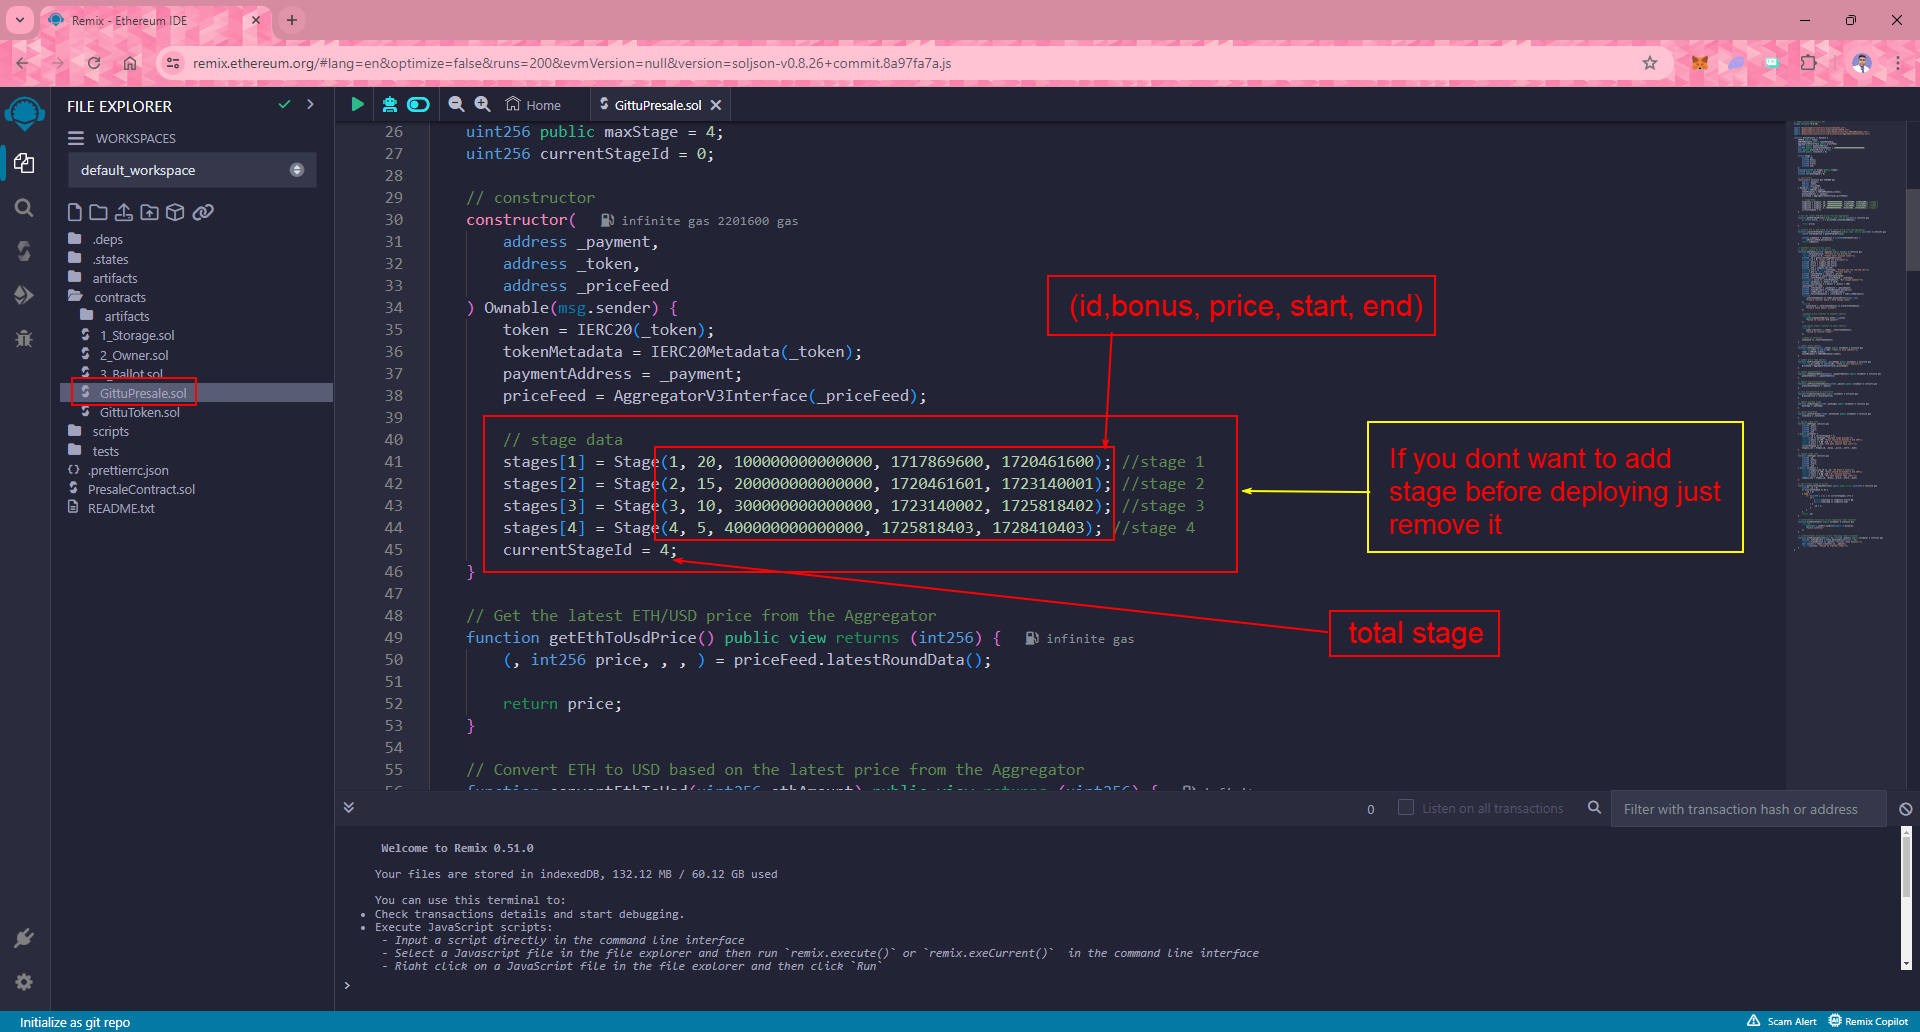 Remix - Ethereum IDE
remix.ethereum.org/#lang=en&optimize=false&runs=200&evmVersion=null&version=soljson-v0.8.26+commit.8a97fa7a.js
FILE EXPLORER
WORKSPACES
default_workspace
.deps
.states
artifacts
contracts
artifacts
1_Storage.sol
2_Owner.sol
3_Ballot.sol
GittuPresale.sol
GittuToken.sol
scripts
tests
.prettierrc.json
PresaleContract.sol
README.txt
Home
GittuPresale.sol
26 uint256 public maxStage = 4;
27 uint256 currentStageId = 0;
28
29 // constructor
30 constructor( infinite gas 2201600 gas
31 address _payment,
32 address _token,
33 address _priceFeed
34 ) Ownable(msg.sender) {
35 token = IERC20(_token);
36 tokenMetadata = IERC20Metadata(_token);
37 paymentAddress = _payment;
38 priceFeed = AggregatorV3Interface(_priceFeed);
39
40 // stage data
41 stages[1] = Stage(1, 20, 100000000000000, 1717869600, 1720461600); //stage 1
42 stages[2] = Stage(2, 15, 200000000000000, 1720461601, 1723140001); //stage 2
43 stages[3] = Stage(3, 10, 300000000000000, 1723140002, 1725818402); //stage 3
44 stages[4] = Stage(4, 5, 400000000000000, 1725818403, 1728410403); //stage 4
45 currentStageId = 4;
46 }
47
48 // Get the latest ETH/USD price from the Aggregator
49 function getEthToUsdPrice() public view returns (int256) { infinite gas
50 (, int256 price, , , ) = priceFeed.latestRoundData();
51
52 return price;
53 }
54
55 // Convert ETH to USD based on the latest price from the Aggregator
(id,bonus, price, start, end)
If you dont want to add
stage before deploying just
remove it
total stage
0
Listen on all transactions
Filter with transaction hash or address
Welcome to Remix 0.51.0
Your files are stored in indexedDB, 132.12 MB / 60.12 GB used
You can use this terminal to:
• Check transactions details and start debugging.
• Execute JavaScript scripts:
- Input a script directly in the command line interface
- Select a Javascript file in the file explorer and then run `remix.execute()` or `remix.exeCurrent()` in the command line interface
- Right click on a JavaScript file in the file explorer and then click `Run`
>
Initialize as git repo
Scam Alert
Remix Copilot